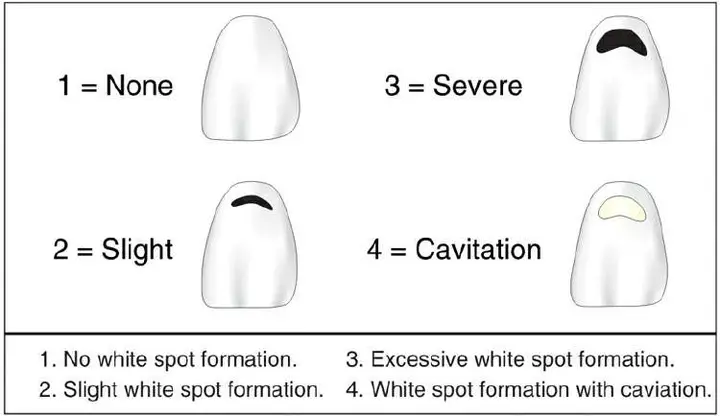 1 = None
3 = Severe
2 = Slight
4 = Cavitation
1. No white spot formation.
3. Excessive white spot formation.
2. Slight white spot formation.
4. White spot formation with caviation.